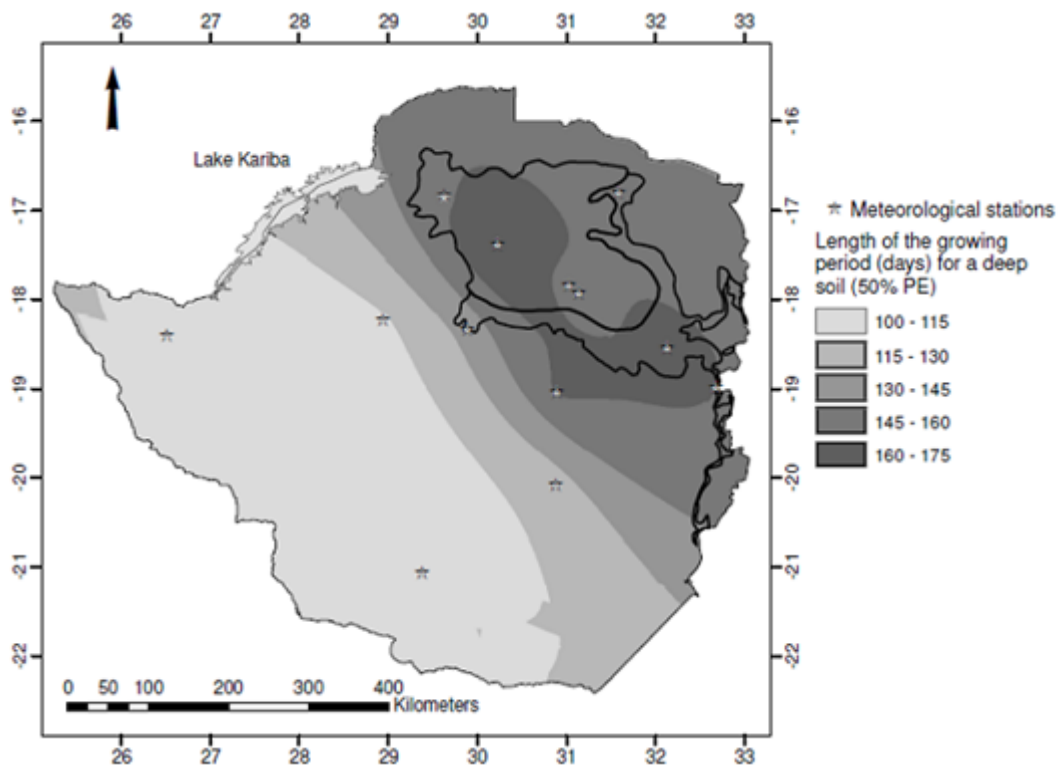 26 27 28 29 30 31 32 33
-16 -16
Lake Kariba
-17 -17
-18 -18
-19 -19
-20 -20
-21 -21
-22 -22
0 50 100 200 300 400
Kilometers
26 27 28 29 30 31 32 33
Meteorological stations
Length of the growing
period (days) for a deep
soil (50% PE)
100 - 115
115 - 130
130 - 145
145 - 160
160 - 175